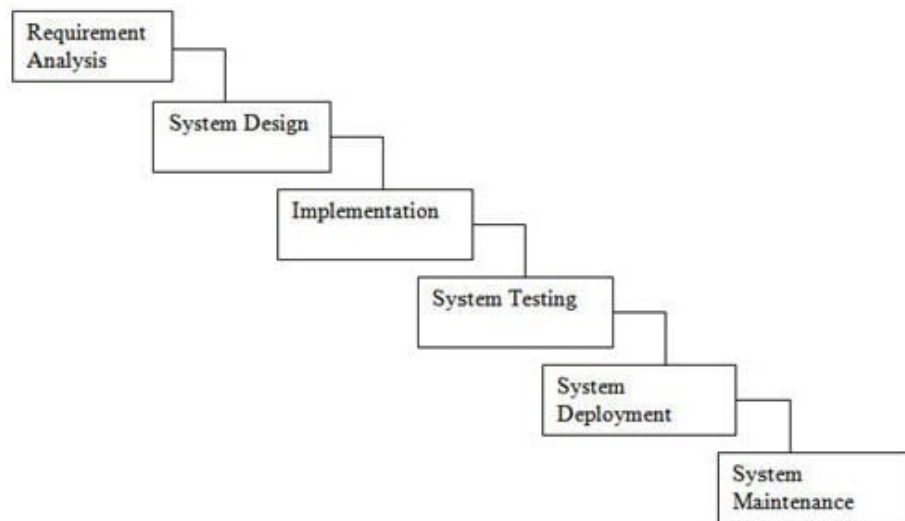 Requirement
Analysis
System Design
Implementation
System Testing
System
Deployment
System
Maintenance